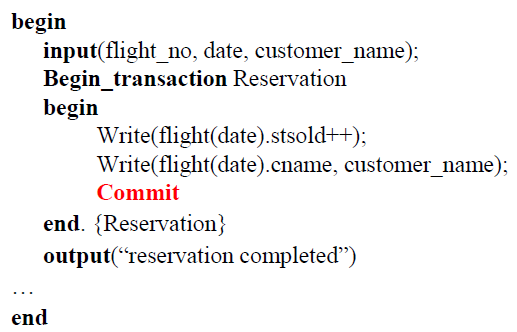 begin
input(flight_no, date, customer_name);
Begin_transaction Reservation
begin
Write(flight(date).stsold++);
Write(flight(date).cname, customer_name);
Commit
end. {Reservation}
output(“reservation completed”)
...
end